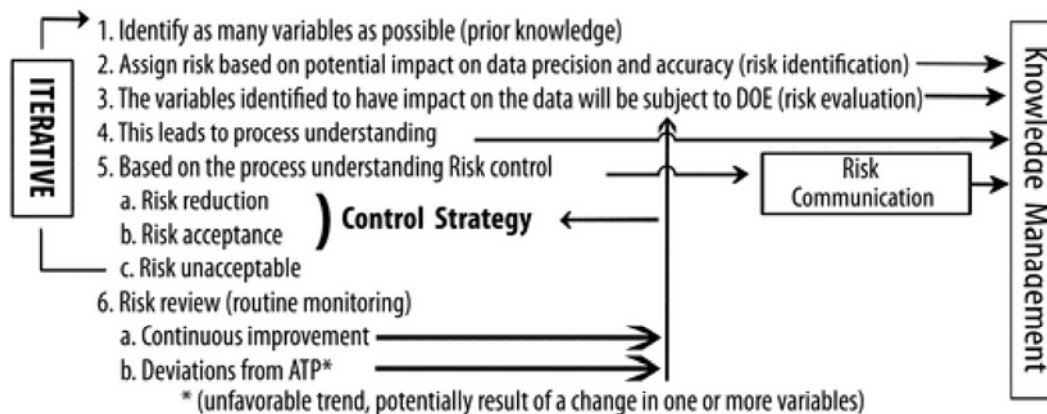 1. Identify as many variables as possible (prior knowledge)
2. Assign risk based on potential impact on data precision and accuracy (risk identification)
3. The variables identified to have impact on the data will be subject to DOE (risk evaluation)
4. This leads to process understanding
5. Based on the process understanding Risk control
a. Risk reduction
b. Risk acceptance
c. Risk unacceptable
Control Strategy
6. Risk review (routine monitoring)
a. Continuous improvement
b. Deviations from ATP*
* (unfavorable trend, potentially result of a change in one or more variables)
ITERATIVE
Risk
Communication
Knowledge Management